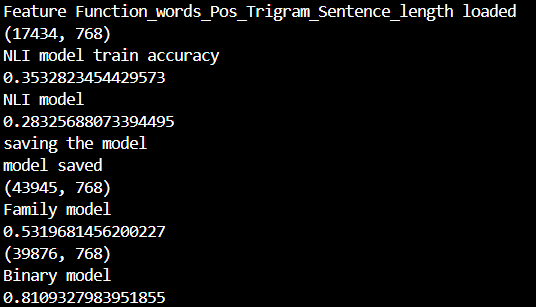 Feature Function_words_Pos_Trigram_Sentence_length loaded
(17434, 768)
NLI model train accuracy
0.3532823454429573
NLI model
0.28325688073394495
saving the model
model saved
(43945, 768)
Family model
0.5319681456200227
(39876, 768)
Binary model
0.8109327983951855